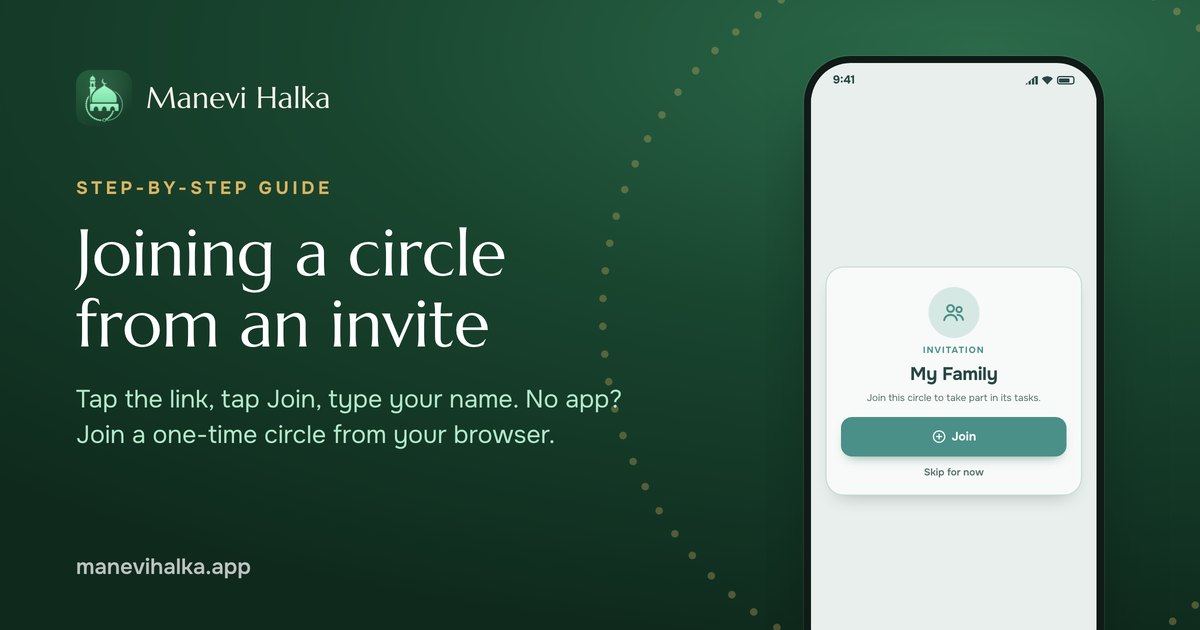 Manevi Halka
STEP-BY-STEP GUIDE
Joining a circle
from an invite
Tap the link, tap Join, type your name. No app?
Join a one-time circle from your browser.
manevihalka.app
9:41
INVITATION
My Family
Join this circle to take part in its tasks.
Join
Skip for now